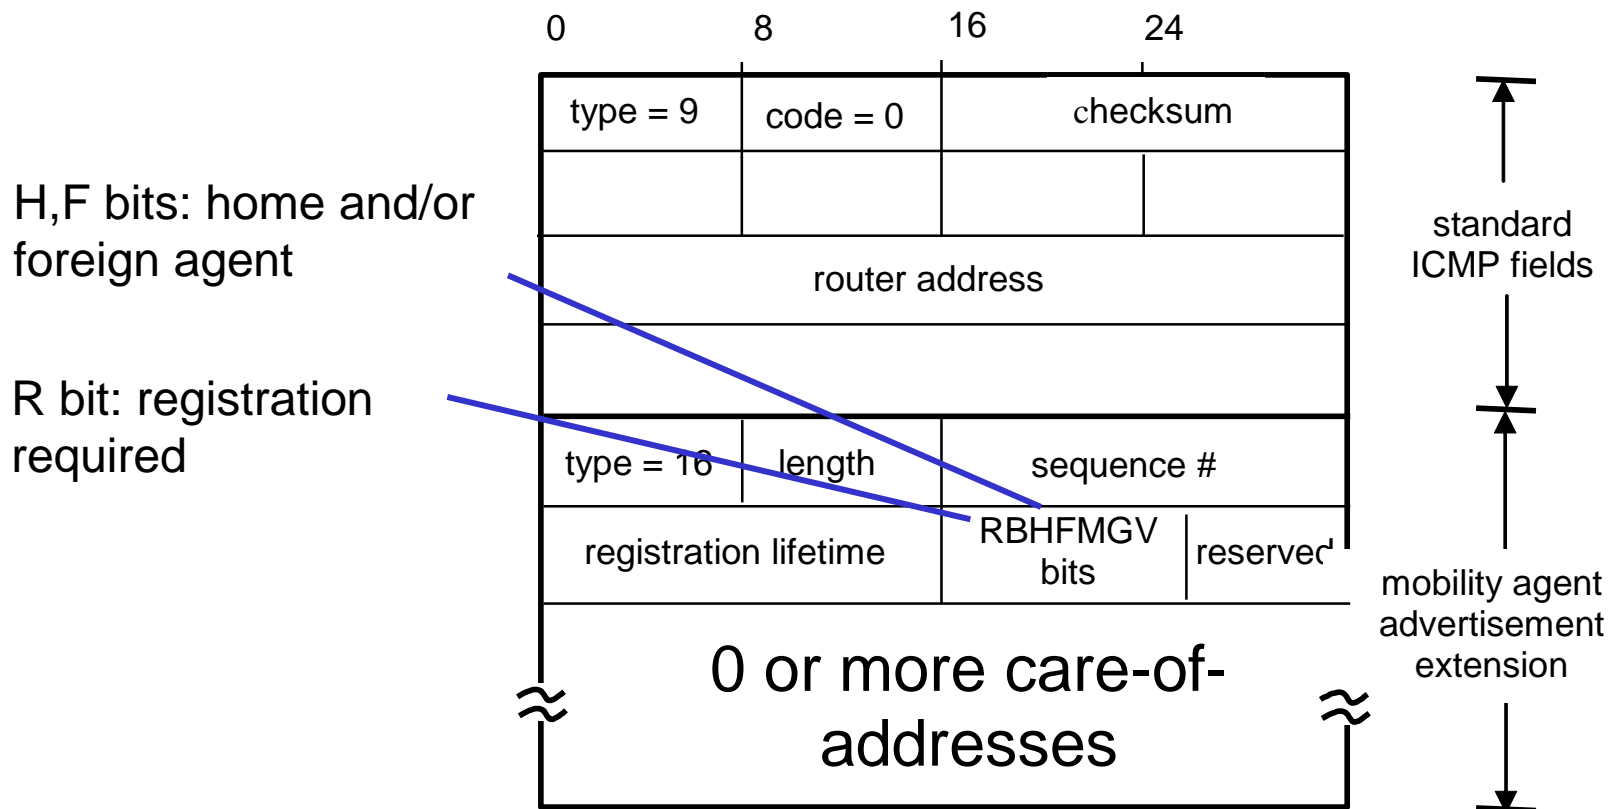 0 8 16 24
type = 9 code = 0 checksum
H,F bits: home and/or
foreign agent
router address
standard
ICMP fields
R bit: registration
required
type = 16 length sequence #
registration lifetime RBHFMGV
bits reserved
mobility agent
advertisement
extension
0 or more care-of-
addresses